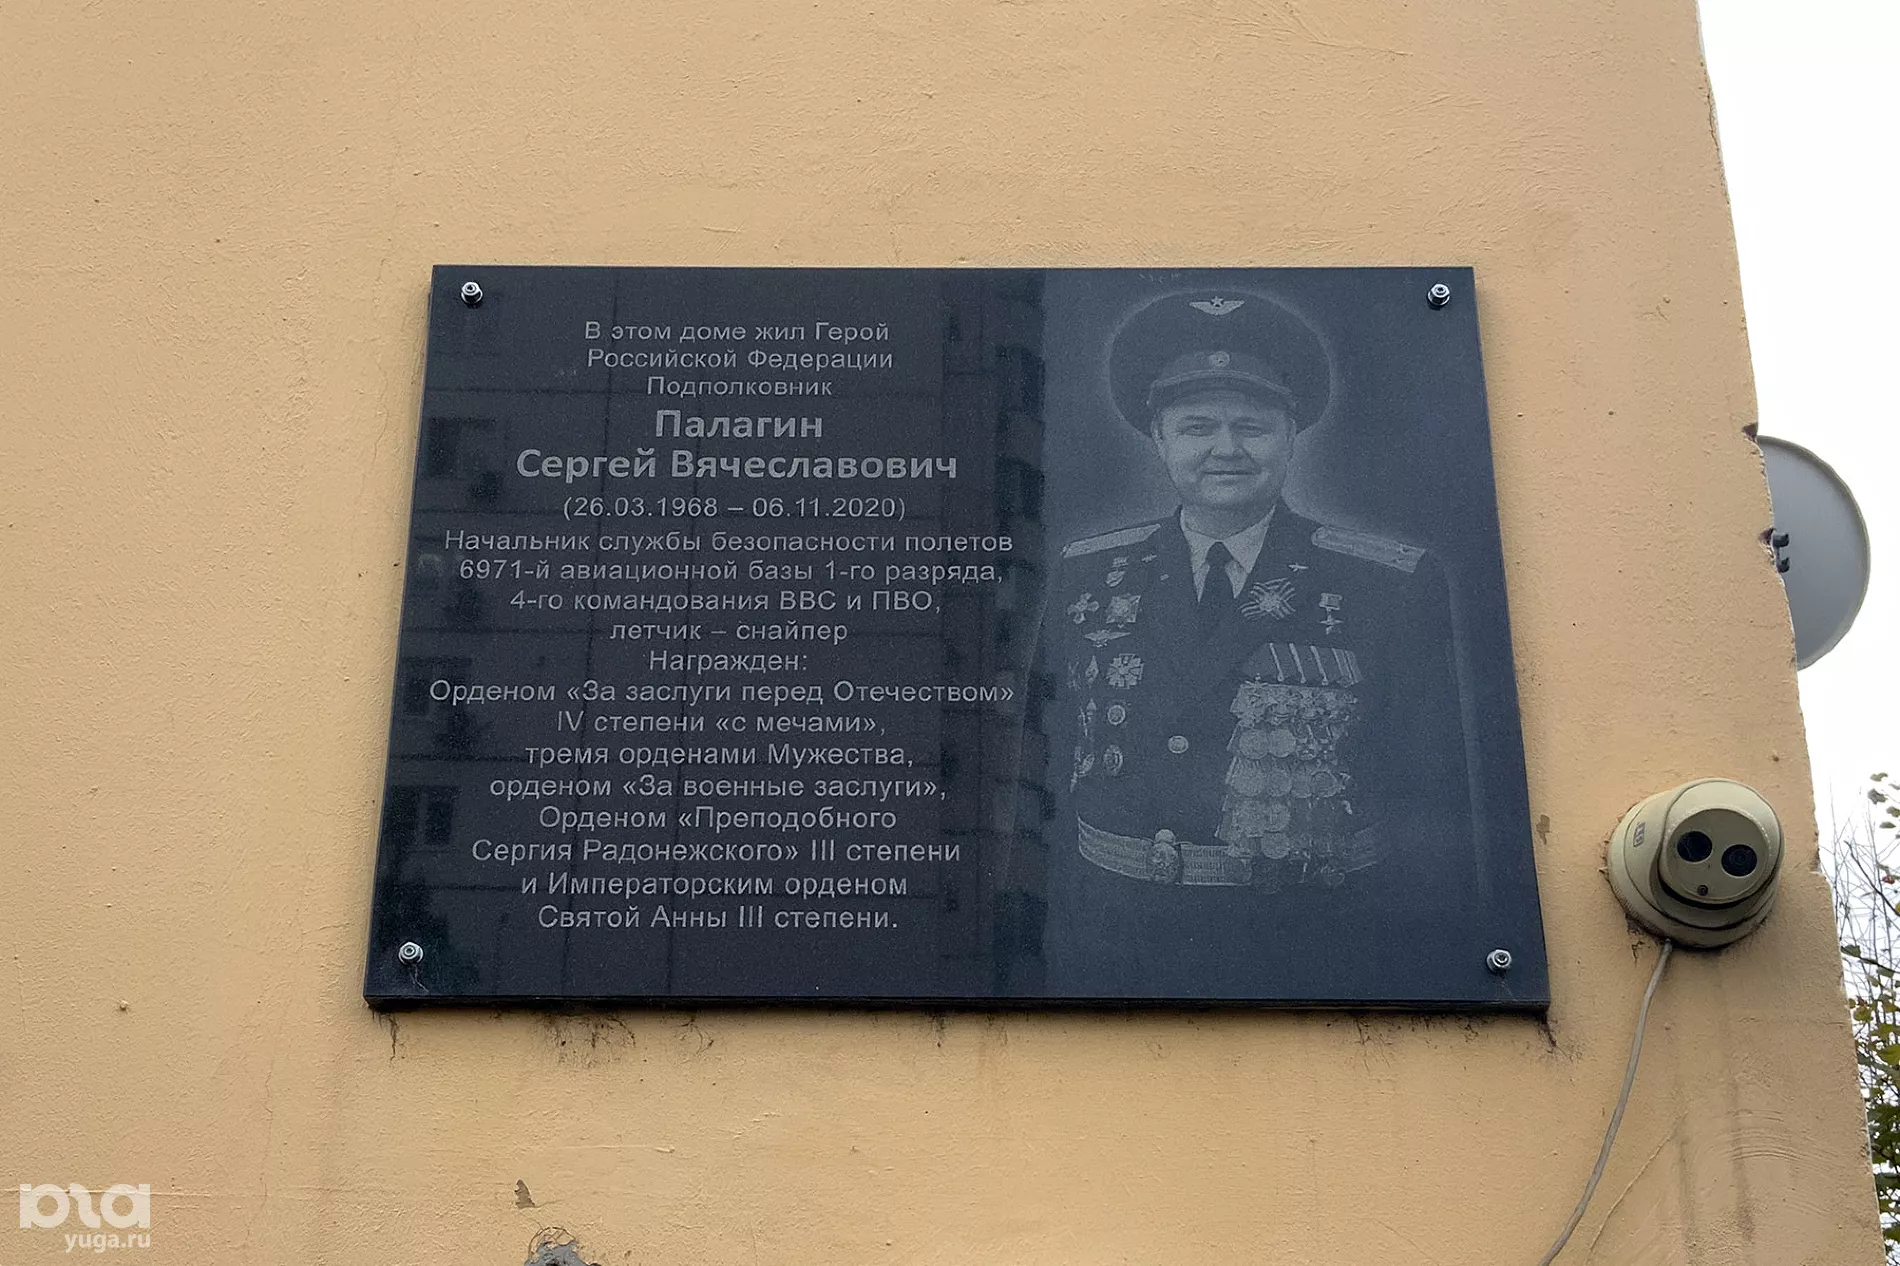 В этом доме жил Герой
Российской Федерации
Подполковник
Палагин
Сергей Вячеславович
(26.03.1968 – 06.11.2020)
Начальник службы безопасности полетов
6971-й авиационной базы 1-го разряда,
4-го командования ВВС и ПВО,
летчик – снайпер
Награжден:
Орденом «За заслуги перед Отечеством»
IV степени «с мечами»,
тремя орденами Мужества,
орденом «За военные заслуги»,
Орденом «Преподобного
Сергия Радонежского» III степени
и Императорским орденом
Святой Анны III степени.
юга
yuga.ru